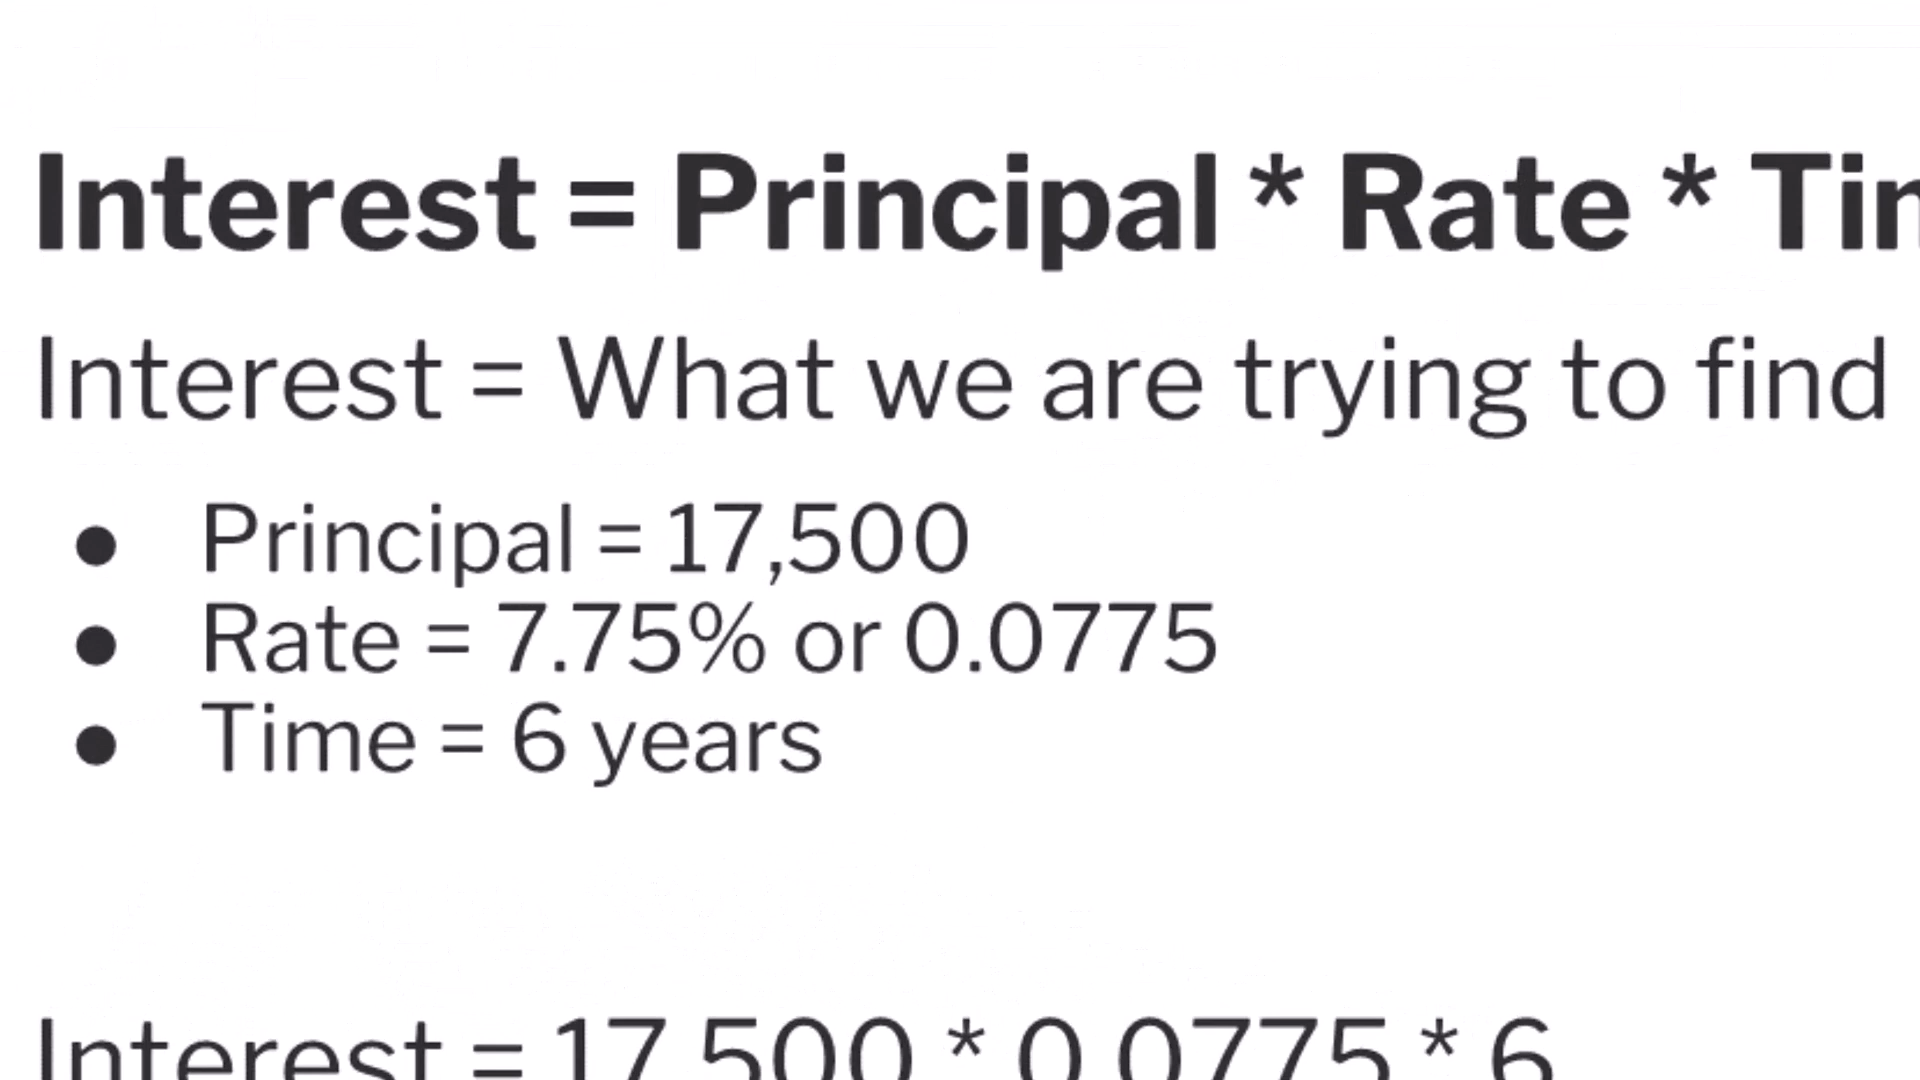 Interest = Principal * Rate *
Interest = What we are trying to find
● Principal = 17,500
● Rate = 7.75% or 0.0775
● Time = 6 years
Interest = 17,500 * 0.0775 * 6